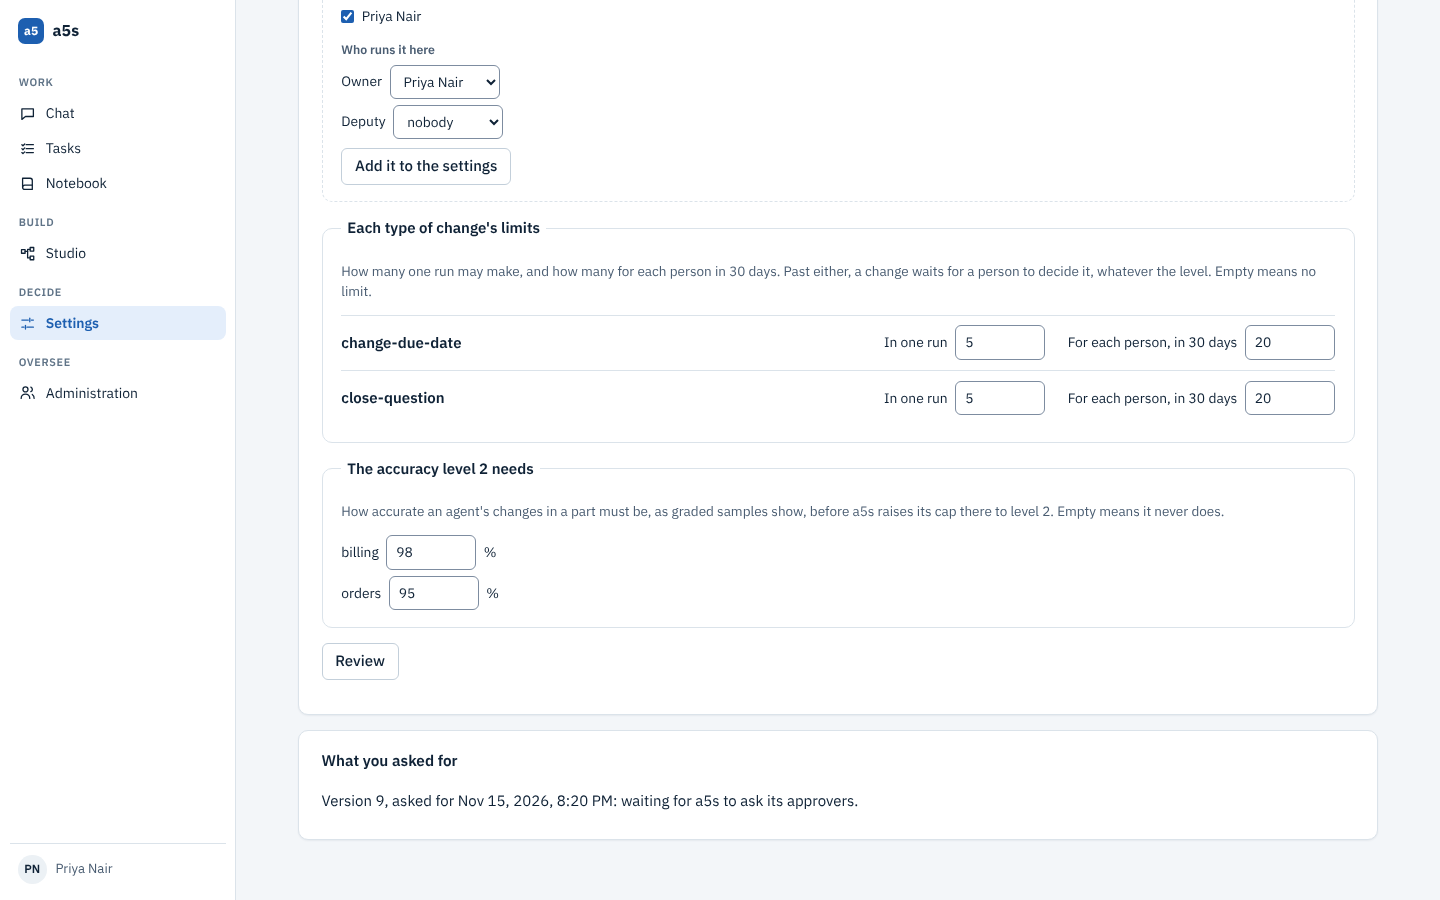 a5 a5s
WORK
Chat
Tasks
Notebook
BUILD
Studio
DECIDE
Settings
OVERSEE
Administration
PN Priya Nair
Priya Nair
Who runs it here
Owner Priya Nair
Deputy nobody
Add it to the settings
Each type of change's limits
How many one run may make, and how many for each person in 30 days. Past either, a change waits for a person to decide it, whatever the level. Empty means no
limit.
change-due-date In one run 5 For each person, in 30 days 20
close-question In one run 5 For each person, in 30 days 20
The accuracy level 2 needs
How accurate an agent's changes in a part must be, as graded samples show, before a5s raises its cap there to level 2. Empty means it never does.
billing 98 %
orders 95 %
Review
What you asked for
Version 9, asked for Nov 15, 2026, 8:20 PM: waiting for a5s to ask its approvers.